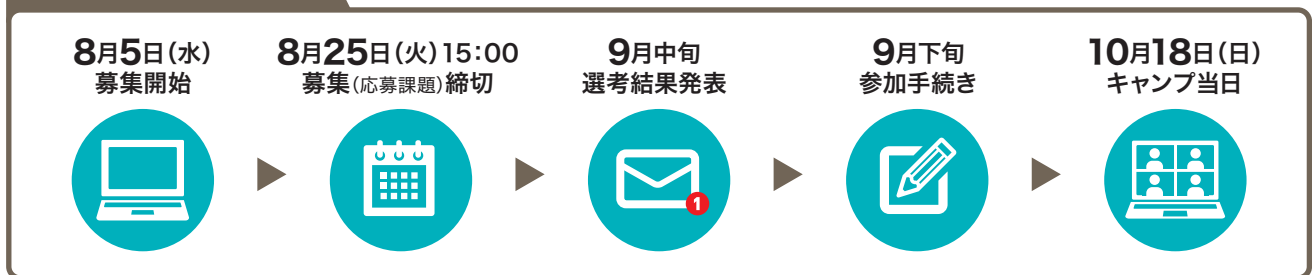 8月5日(水)
募集開始
8月25日(火)15:00
募集(応募課題)締切
9月中旬
選考結果発表
1
9月下旬
参加手続き
10月18日(日)
キャンプ当日